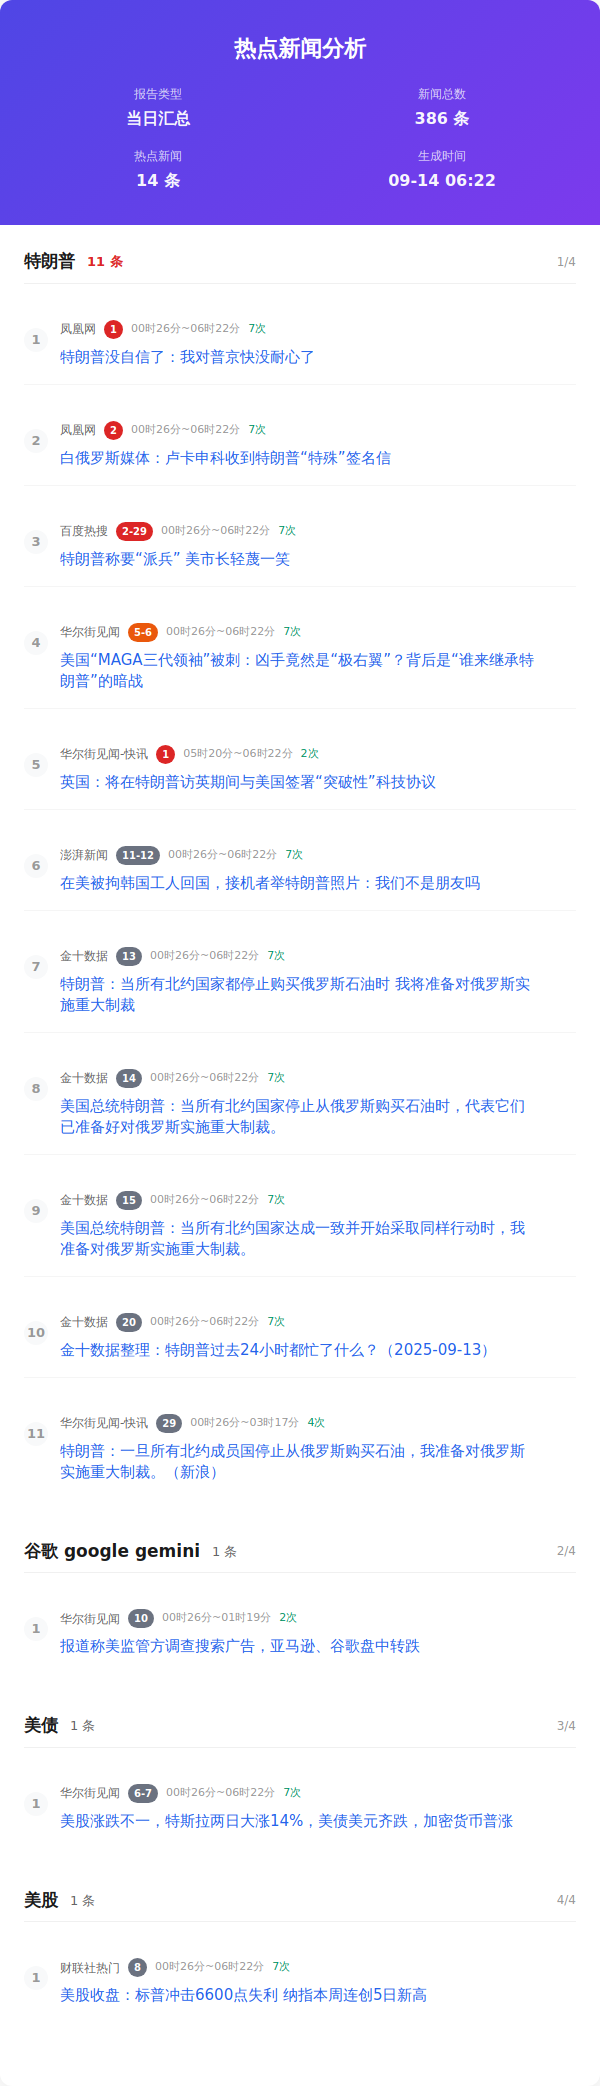 热点新闻分析
报告类型
新闻总数
当日汇总
386 条
热点新闻
生成时间
14 条
09-14 06:22
特朗普 11 条 1/4
1
凤凰网 1 00时26分~06时22分 7次
特朗普没自信了：我对普京快没耐心了
2
凤凰网 2 00时26分~06时22分 7次
白俄罗斯媒体：卢卡申科收到特朗普“特殊”签名信
3
百度热搜 2-29 00时26分~06时22分 7次
特朗普称要“派兵” 美市长轻蔑一笑
4
华尔街见闻 5-6 00时26分~06时22分 7次
美国“MAGA三代领袖”被刺：凶手竟然是“极右翼”？背后是“谁来继承特
朗普”的暗战
5
华尔街见闻-快讯 1 05时20分~06时22分 2次
英国：将在特朗普访英期间与美国签署“突破性”科技协议
6
澎湃新闻 11-12 00时26分~06时22分 7次
在美被拘韩国工人回国，接机者举特朗普照片：我们不是朋友吗
7
金十数据 13 00时26分~06时22分 7次
特朗普：当所有北约国家都停止购买俄罗斯石油时 我将准备对俄罗斯实
施重大制裁
8
金十数据 14 00时26分~06时22分 7次
美国总统特朗普：当所有北约国家停止从俄罗斯购买石油时，代表它们
已准备好对俄罗斯实施重大制裁。
9
金十数据 15 00时26分~06时22分 7次
美国总统特朗普：当所有北约国家达成一致并开始采取同样行动时，我
准备对俄罗斯实施重大制裁。
10
金十数据 20 00时26分~06时22分 7次
金十数据整理：特朗普过去24小时都忙了什么？（2025-09-13）
11
华尔街见闻-快讯 29 00时26分~03时17分 4次
特朗普：一旦所有北约成员国停止从俄罗斯购买石油，我准备对俄罗斯
实施重大制裁。（新浪）
谷歌 google gemini 1 条 2/4
1
华尔街见闻 10 00时26分~01时19分 2次
报道称美监管方调查搜索广告，亚马逊、谷歌盘中转跌
美债 1 条 3/4
1
华尔街见闻 6-7 00时26分~06时22分 7次
美股涨跌不一，特斯拉两日大涨14%，美债美元齐跌，加密货币普涨
美股 1 条 4/4
1
财联社热门 8 00时26分~06时22分 7次
美股收盘：标普冲击6600点失利 纳指本周连创5日新高